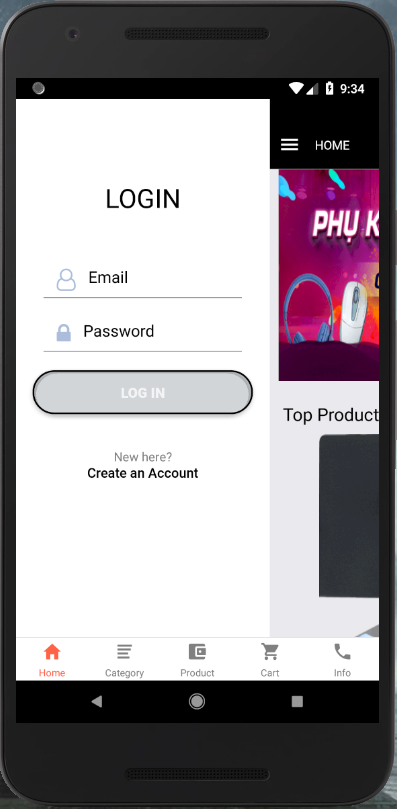 9:34
HOME
LOGIN
PHỤ K
Email
Password
LOG IN
Top Product
New here?
Create an Account
Home Category Product Cart Info